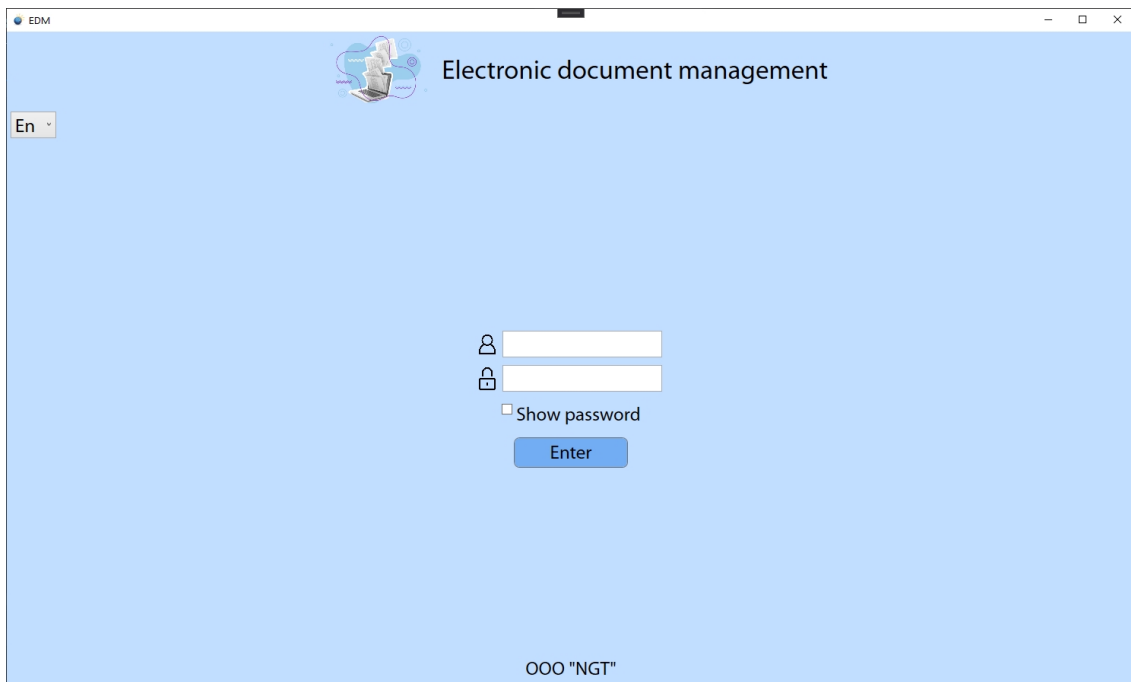 EDM
Electronic document management
En
Show password
Enter
OOO "NGT"